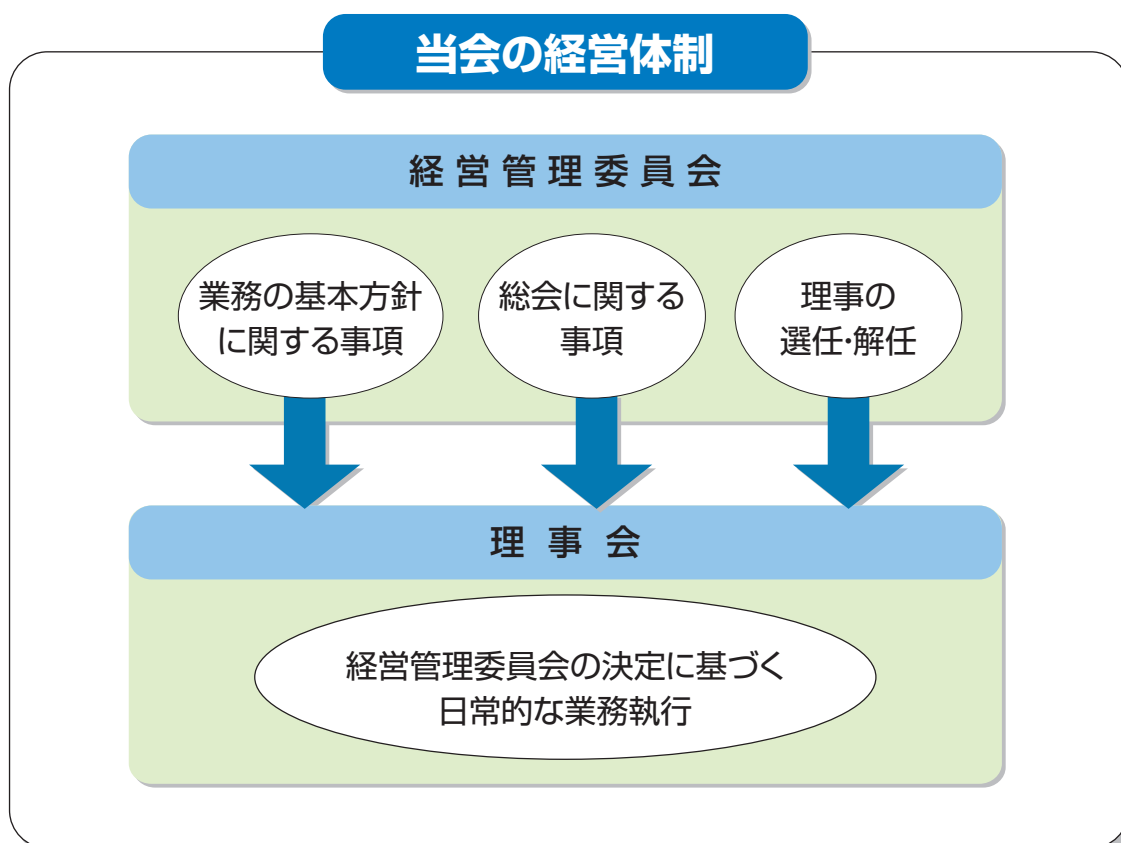 当会の経営体制
経営管理委員会
業務の基本方針
に関する事項
総会に関する
事項
理事の
選任・解任
理事会
経営管理委員会の決定に基づく
日常的な業務執行